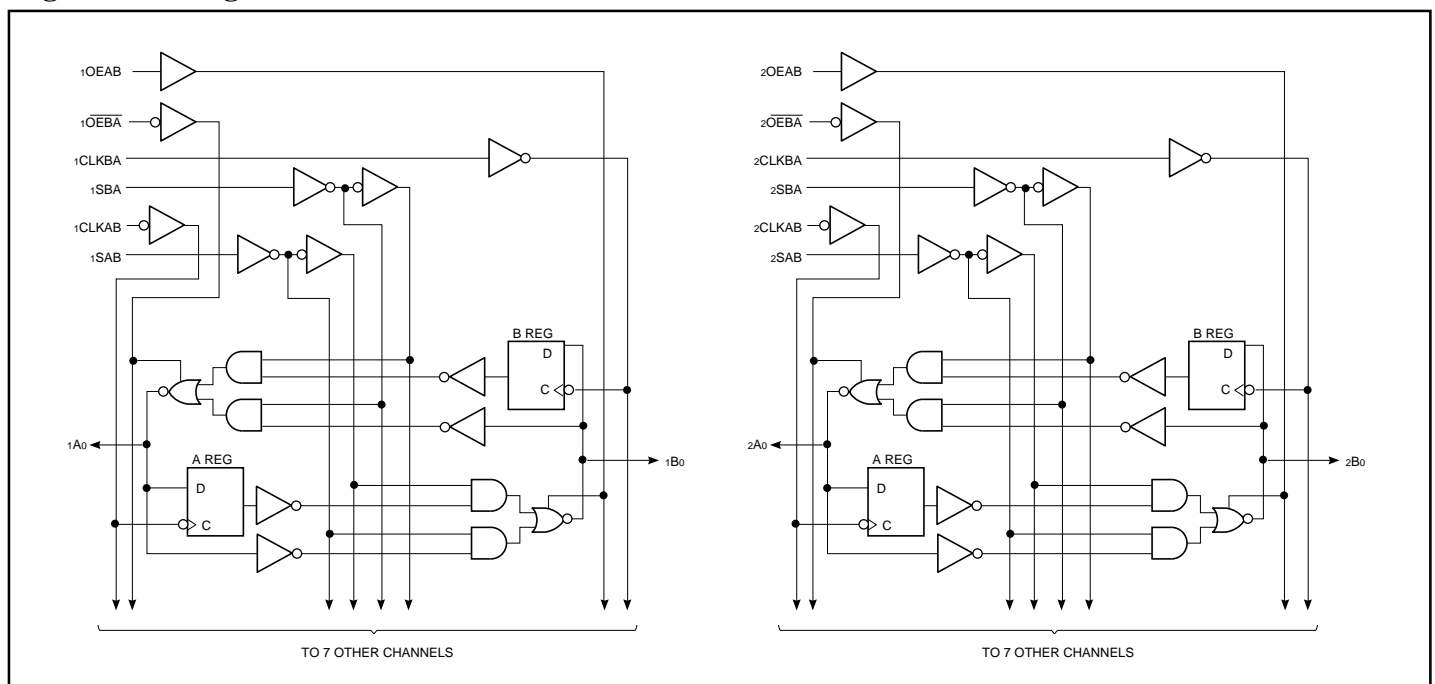 1OEAB
1OEBA
1CLKBA
1SBA
1CLKAB
1SAB
B REG
D
C
1A0
A REG
D
C
1B0
TO 7 OTHER CHANNELS
2OEAB
2OEBA
2CLKBA
2SBA
2CLKAB
2SAB
B REG
D
C
2A0
A REG
D
C
2B0
TO 7 OTHER CHANNELS